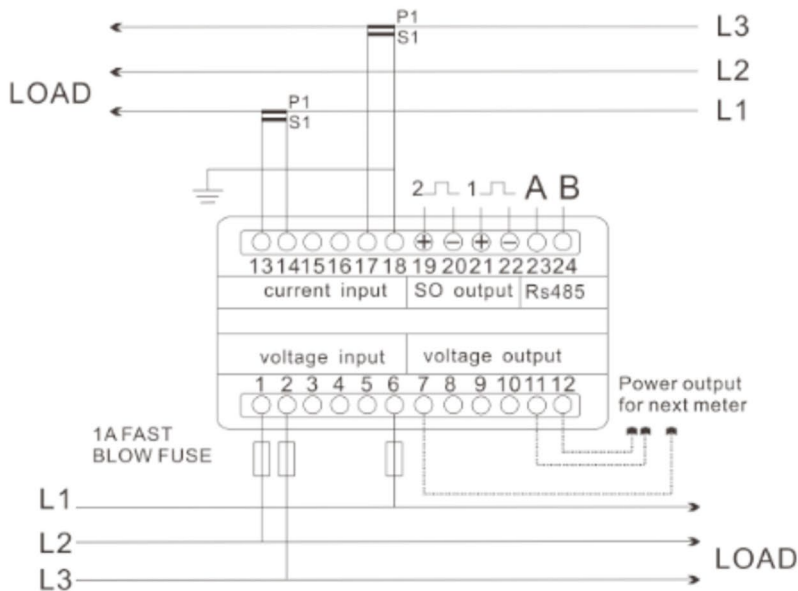 P1
S1
L3
L2
LOAD
P1
S1
L1
2 1 A B
13 14 15 16 17 18 19 20 21 22 23 24
current input SO output Rs485
voltage input voltage output
1 2 3 4 5 6 7 8 9 10 11 12
Power output
for next meter
1A FAST
BLOW FUSE
L1
L2
L3
LOAD